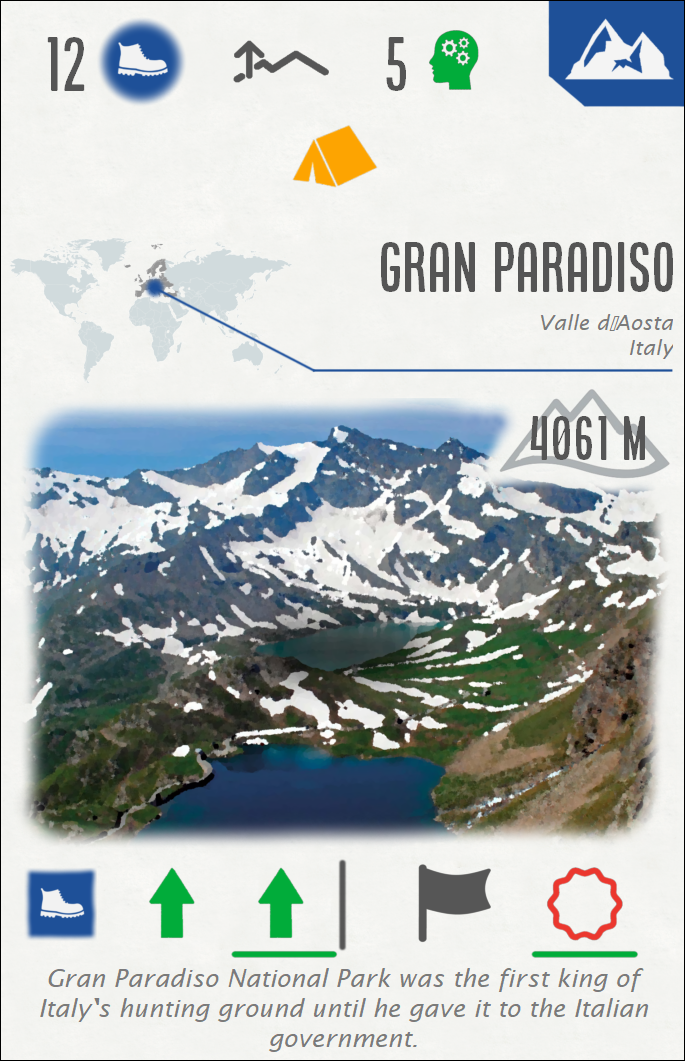 12
5
GRAN PARADISO
Valle d▯Aosta
Italy
4061 M
Gran Paradiso National Park was the first king of
Italy‛s hunting ground until he gave it to the Italian
government.